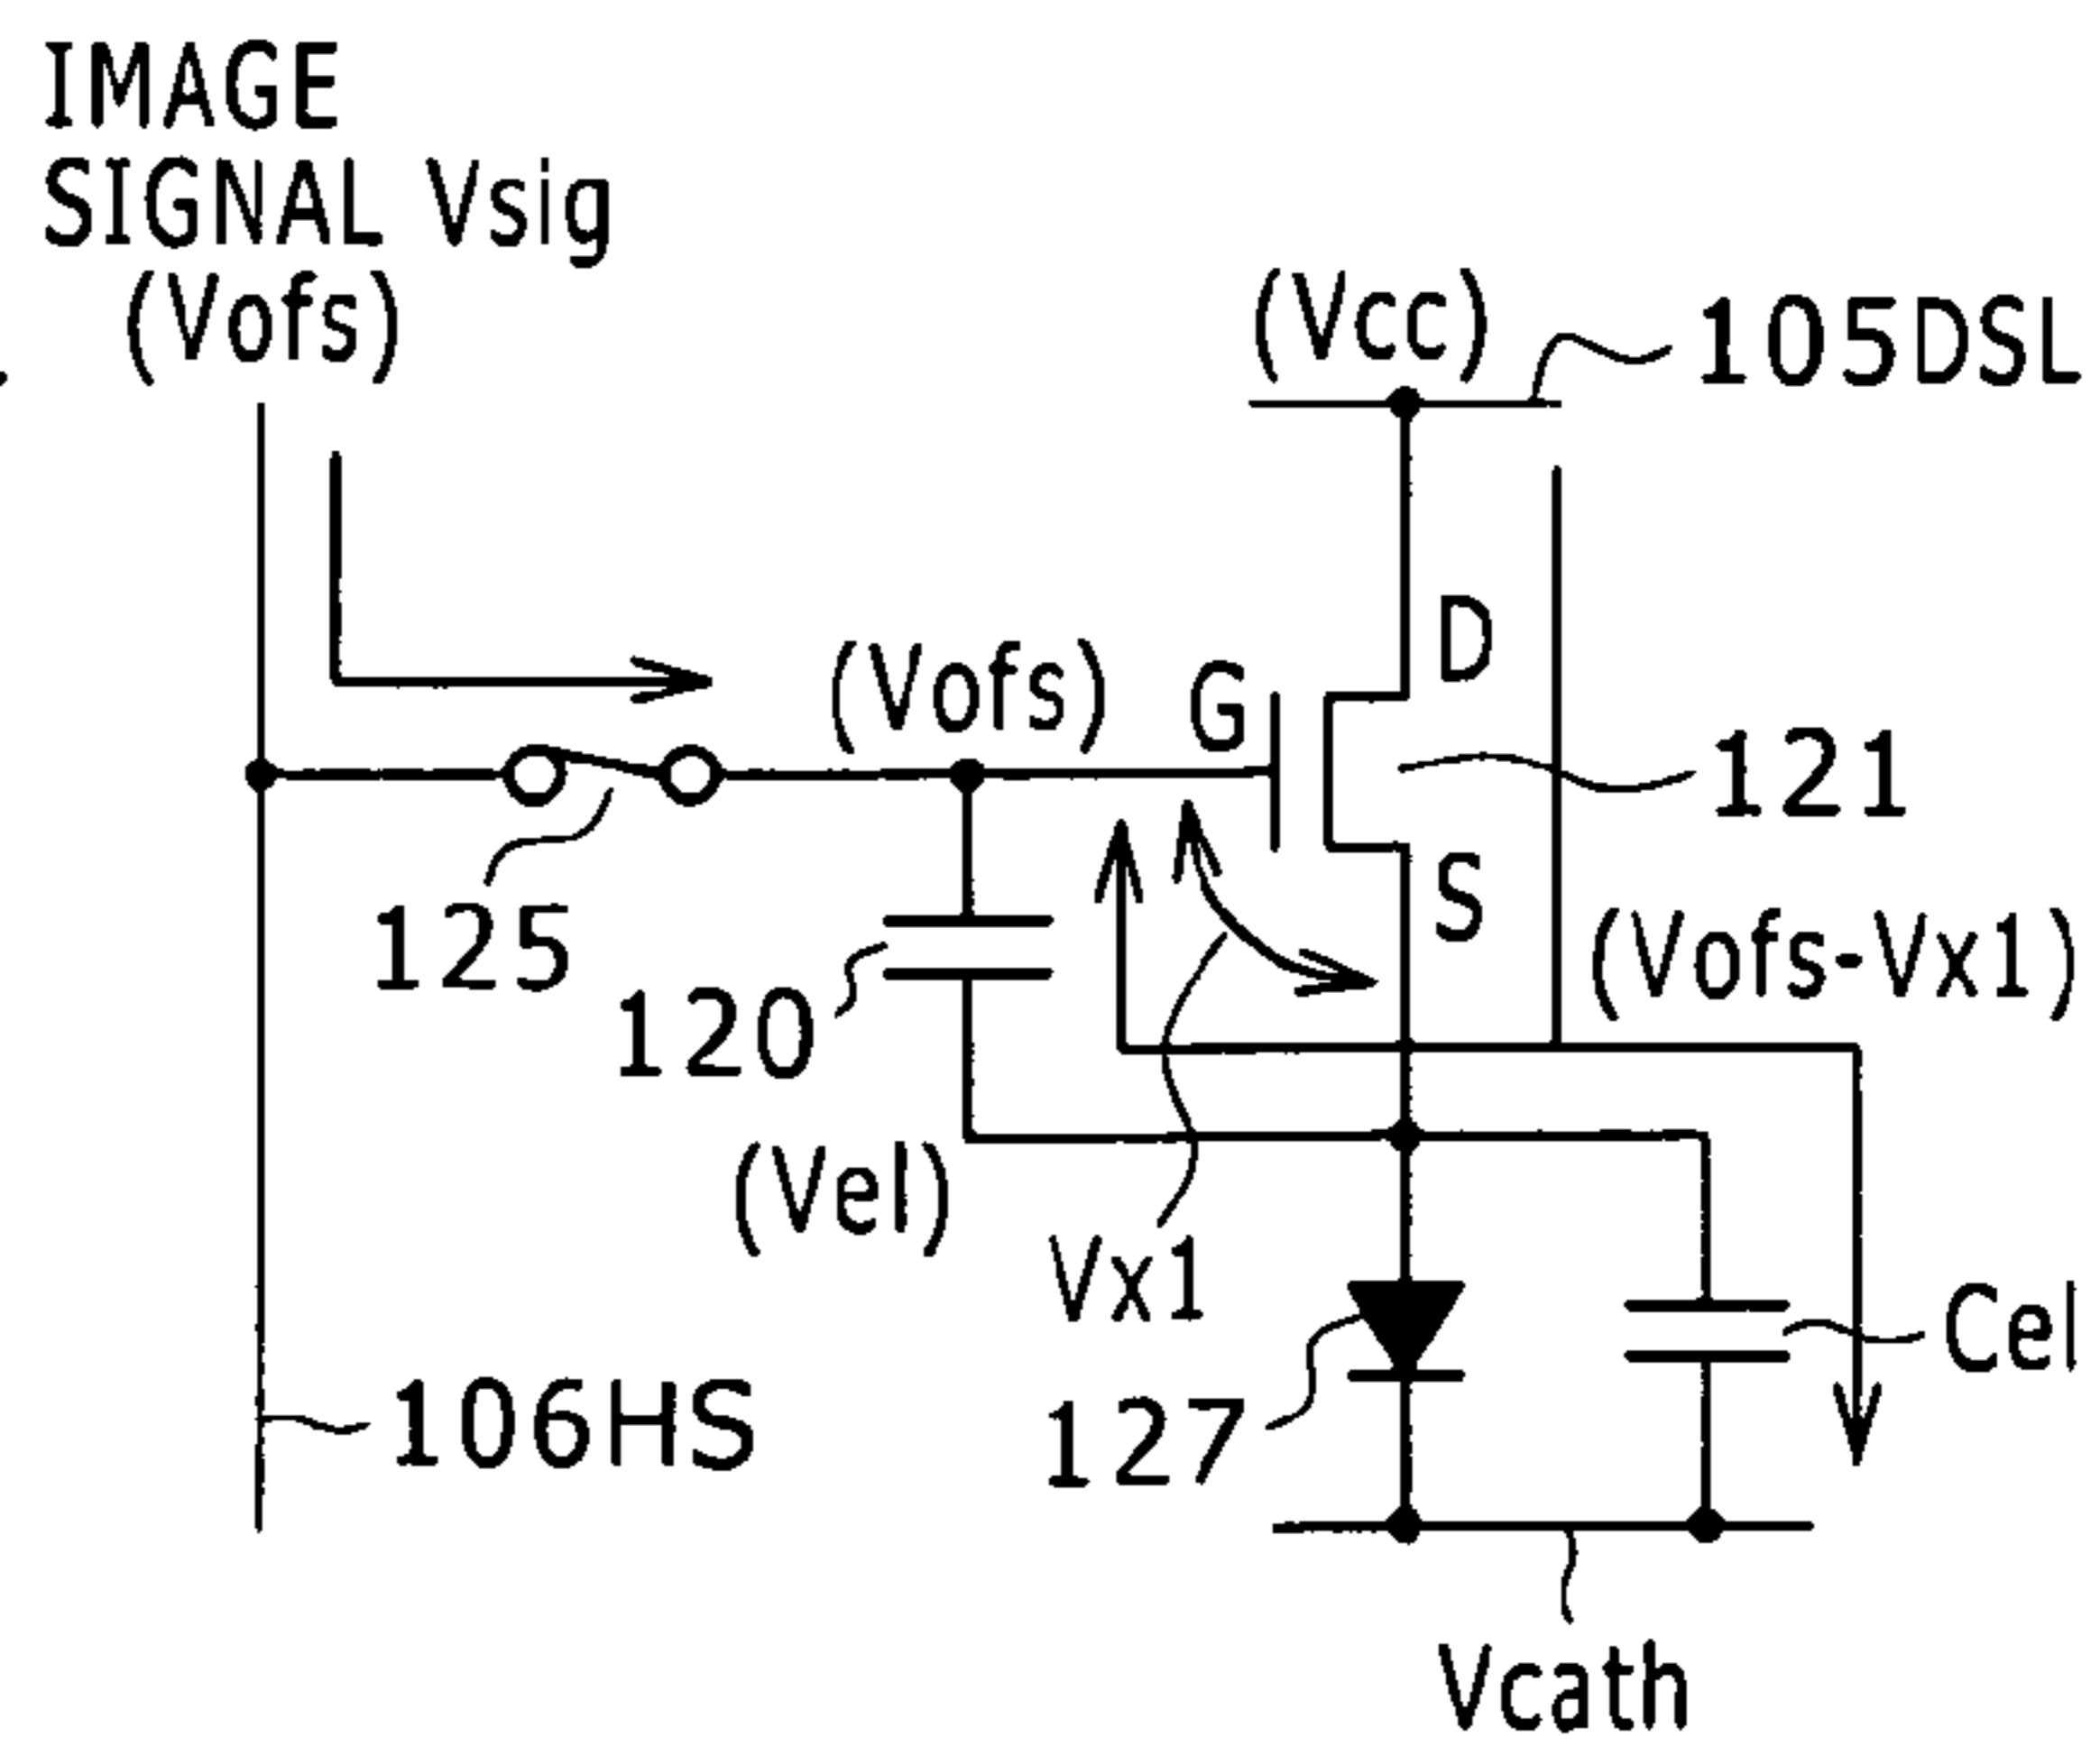 IMAGE
SIGNAL Vsig
(Vofs)
(Vcc)
105DSL
D
(Vofs)
G
121
S
125
(Vofs-Vx1)
120
(Vel)
Vx1
Cel
106HS
127
Vcath